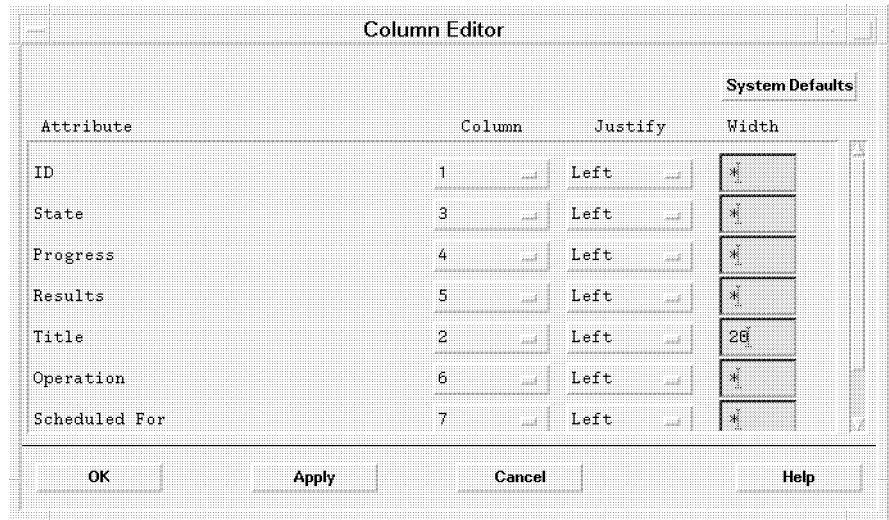 Column Editor
System Defaults
Attribute Column Justify Width
ID 1 Left *
State 3 Left *
Progress 4 Left *
Results 5 Left *
Title 2 Left 20
Operation 6 Left *
Scheduled For 7 Left *
OK Apply Cancel Help